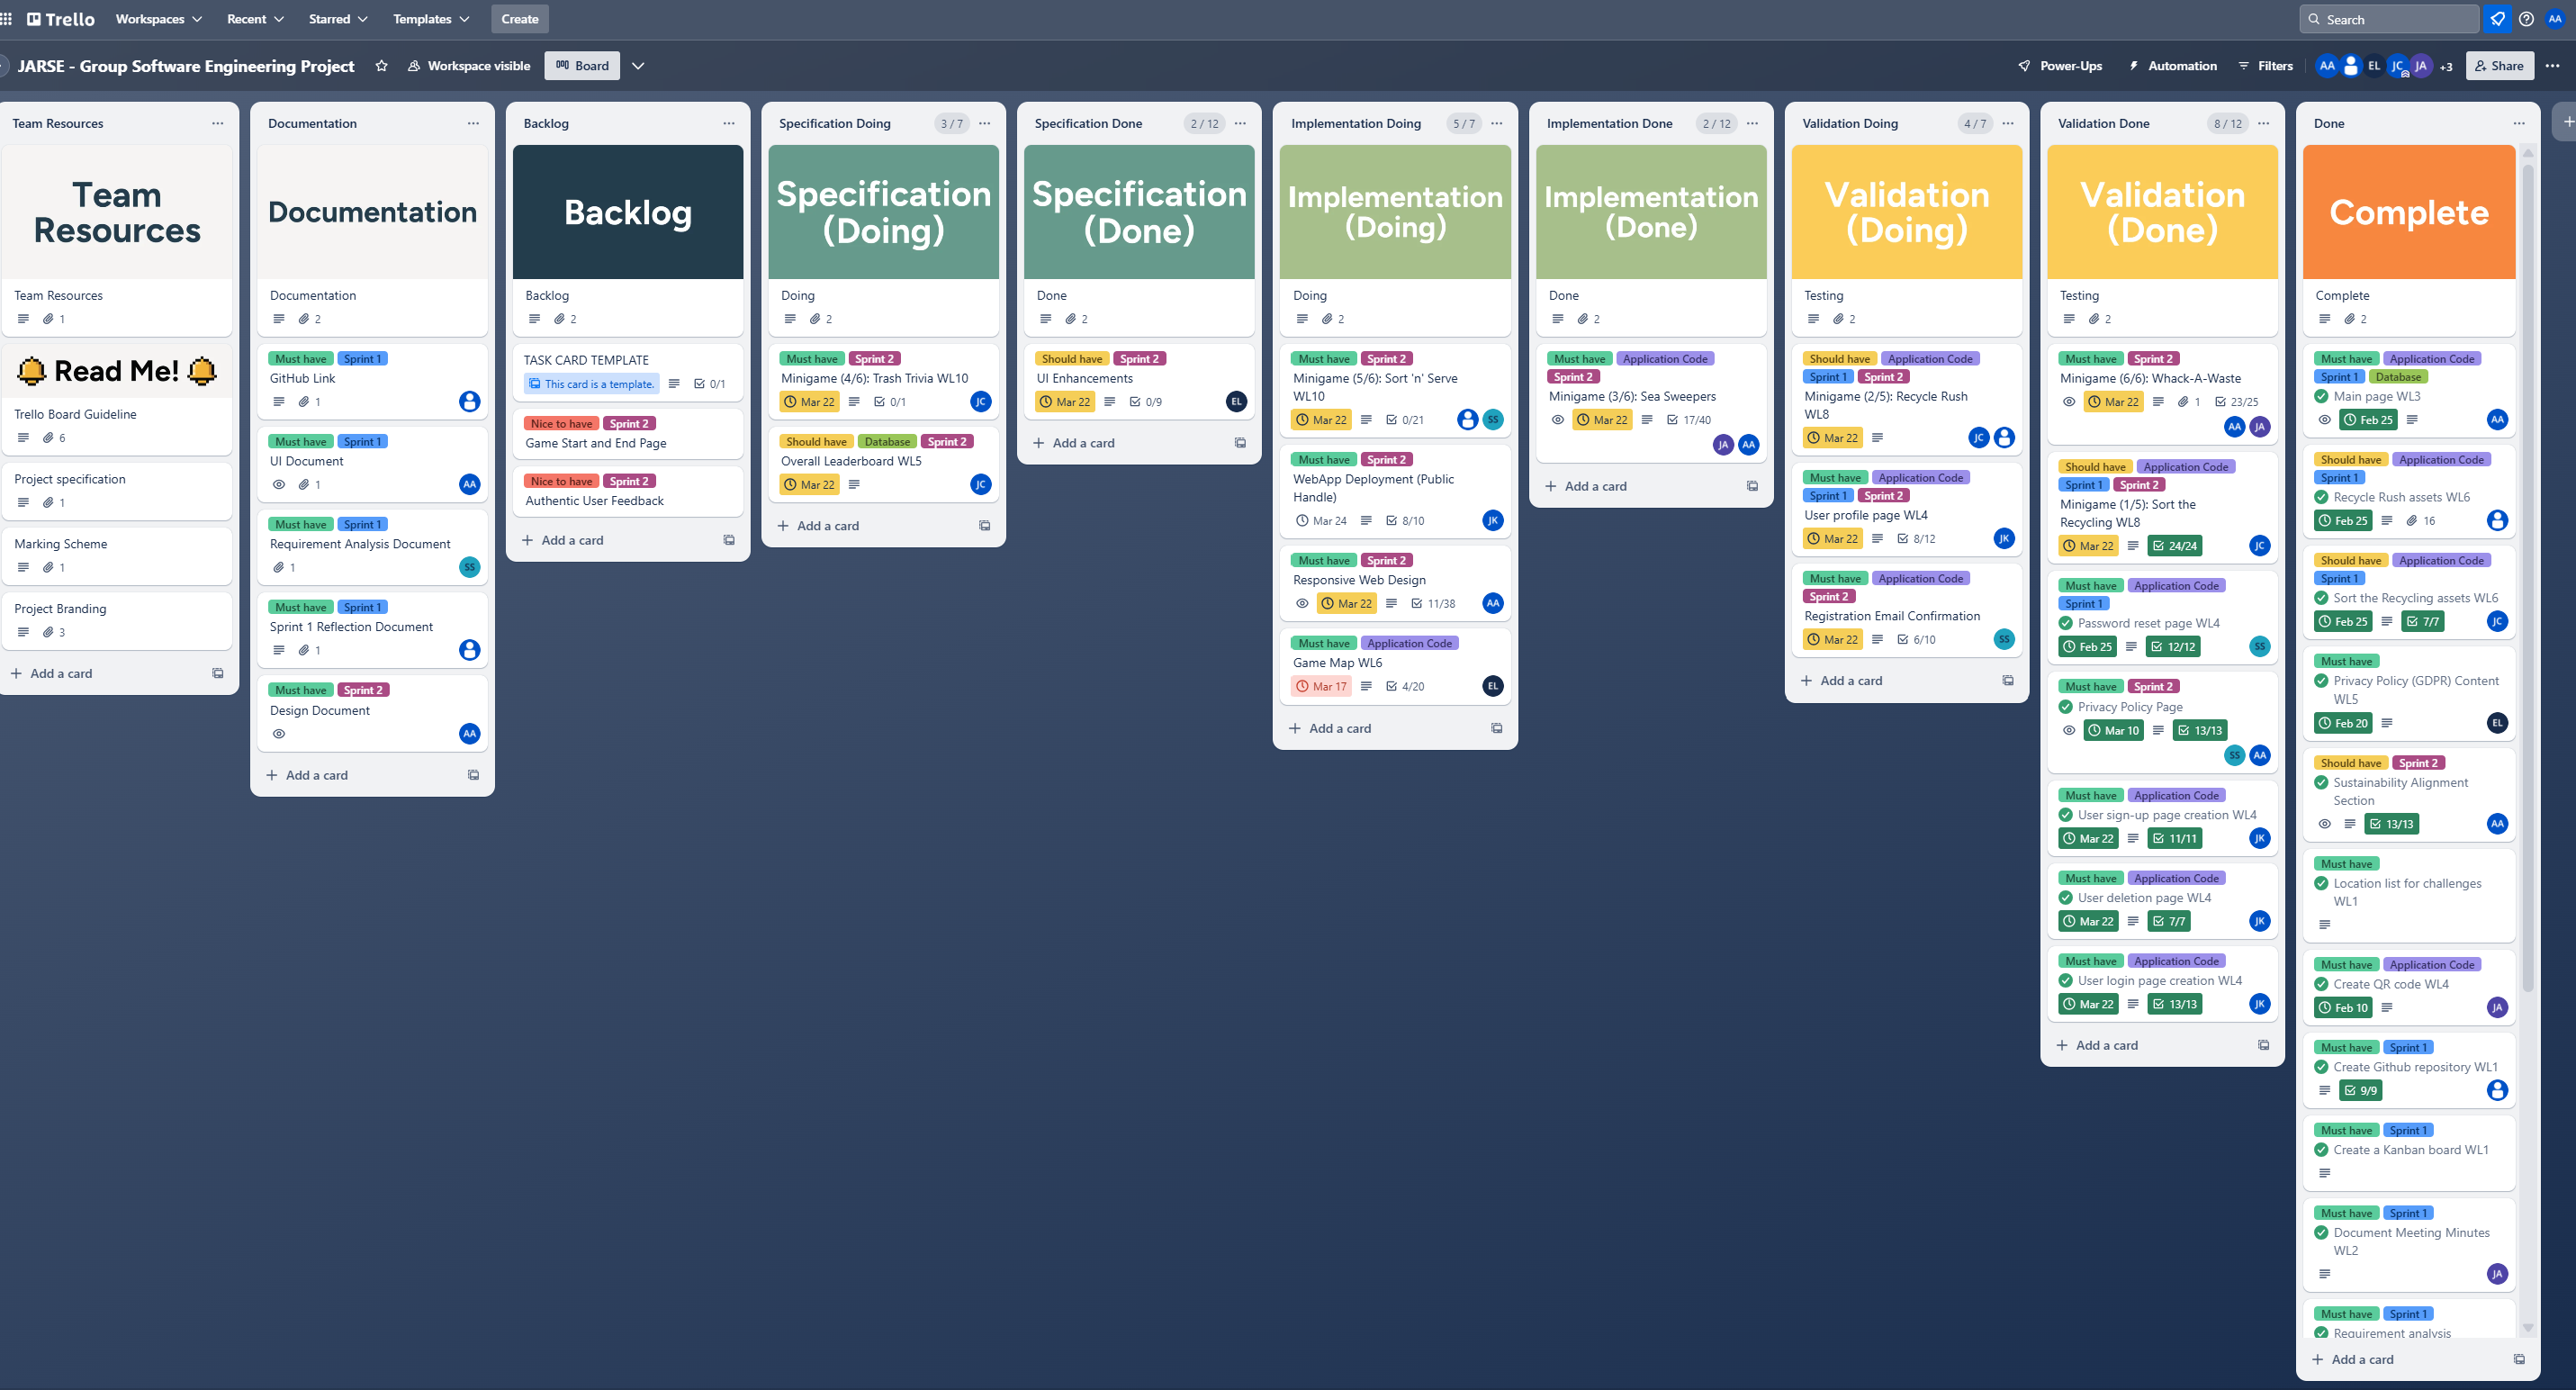 Trello
Workspaces
Recent
Starred
Templates
Create
Search
AA
JARSE - Group Software Engineering Project
Workspace visible
Board
Power-Ups
Automation
Filters
AA
EL
JC
JA
+3
Share
Team Resources
Team
Resources
Team Resources
1
Read Me!
Trello Board Guideline
6
Project specification
1
Marking Scheme
1
Project Branding
3
Add a card
Documentation
Documentation
Documentation
2
Must have Sprint 1
GitHub Link
1
Must have Sprint 1
UI Document
1 AA
Must have Sprint 1
Requirement Analysis Document
1 SS
Must have Sprint 1
Sprint 1 Reflection Document
1
Must have Sprint 2
Design Document
AA
Add a card
Backlog
Backlog
Backlog
2
TASK CARD TEMPLATE
This card is a template. 0/1
Nice to have Sprint 2
Game Start and End Page
Nice to have Sprint 2
Authentic User Feedback
Add a card
Specification Doing 3 / 7
Specification
(Doing)
Doing
2
Must have Sprint 2
Minigame (4/6): Trash Trivia WL10
Mar 22 0/1 JC
Should have Database Sprint 2
Overall Leaderboard WL5
Mar 22 JC
Add a card
Specification Done 2 / 12
Specification
(Done)
Done
2
Should have Sprint 2
UI Enhancements
Mar 22 0/9 EL
Add a card
Implementation Doing 5 / 7
Implementation
(Doing)
Doing
2
Must have Sprint 2
Minigame (5/6): Sort 'n' Serve
WL10
Mar 22 0/21 SS
Must have Sprint 2
WebApp Deployment (Public
Handle)
Mar 24 8/10 JK
Must have Sprint 2
Responsive Web Design
Mar 22 11/38 AA
Must have Application Code
Game Map WL6
Mar 17 4/20 EL
Add a card
Implementation Done 2 / 12
Implementation
(Done)
Done
2
Must have Application Code
Sprint 2
Minigame (3/6): Sea Sweepers
Mar 22 17/40
JA AA
Add a card
Validation Doing 4 / 7
Validation
(Doing)
Testing
2
Should have Application Code
Sprint 1 Sprint 2
Minigame (2/5): Recycle Rush
WL8
Mar 22 JC
Must have Application Code
Sprint 1 Sprint 2
User profile page WL4
Mar 22 8/12 JK
Must have Application Code
Sprint 2
Registration Email Confirmation
Mar 22 6/10 SS
Add a card
Validation Done 8 / 12
Validation
(Done)
Testing
2
Must have Sprint 2
Minigame (6/6): Whack-A-Waste
Mar 22 1 23/25
AA JA
Should have Application Code
Sprint 1 Sprint 2
Minigame (1/5): Sort the
Recycling WL8
Mar 22 24/24 JC
Must have Application Code
Sprint 1
Password reset page WL4
Feb 25 12/12 SS
Must have Sprint 2
Privacy Policy Page
Mar 10 13/13
SS AA
Must have Application Code
User sign-up page creation WL4
Mar 22 11/11 JK
Must have Application Code
User deletion page WL4
Mar 22 7/7 JK
Must have Application Code
User login page creation WL4
Mar 22 13/13 JK
Add a card
Done
Complete
Complete
2
Must have Application Code
Sprint 1 Database
Main page WL3
Feb 25 AA
Should have Application Code
Sprint 1
Recycle Rush assets WL6
Feb 25 16
Should have Application Code
Sprint 1
Sort the Recycling assets WL6
Feb 25 7/7 JC
Must have
Privacy Policy (GDPR) Content
WL5
Feb 20 EL
Should have Sprint 2
Sustainability Alignment
Section
13/13 AA
Must have
Location list for challenges
WL1
Must have Application Code
Create QR code WL4
Feb 10 JA
Must have Sprint 1
Create Github repository WL1
9/9
Must have Sprint 1
Create a Kanban board WL1
Must have Sprint 1
Document Meeting Minutes
WL2
JA
Must have Sprint 1
Requirement analysis
Add a card